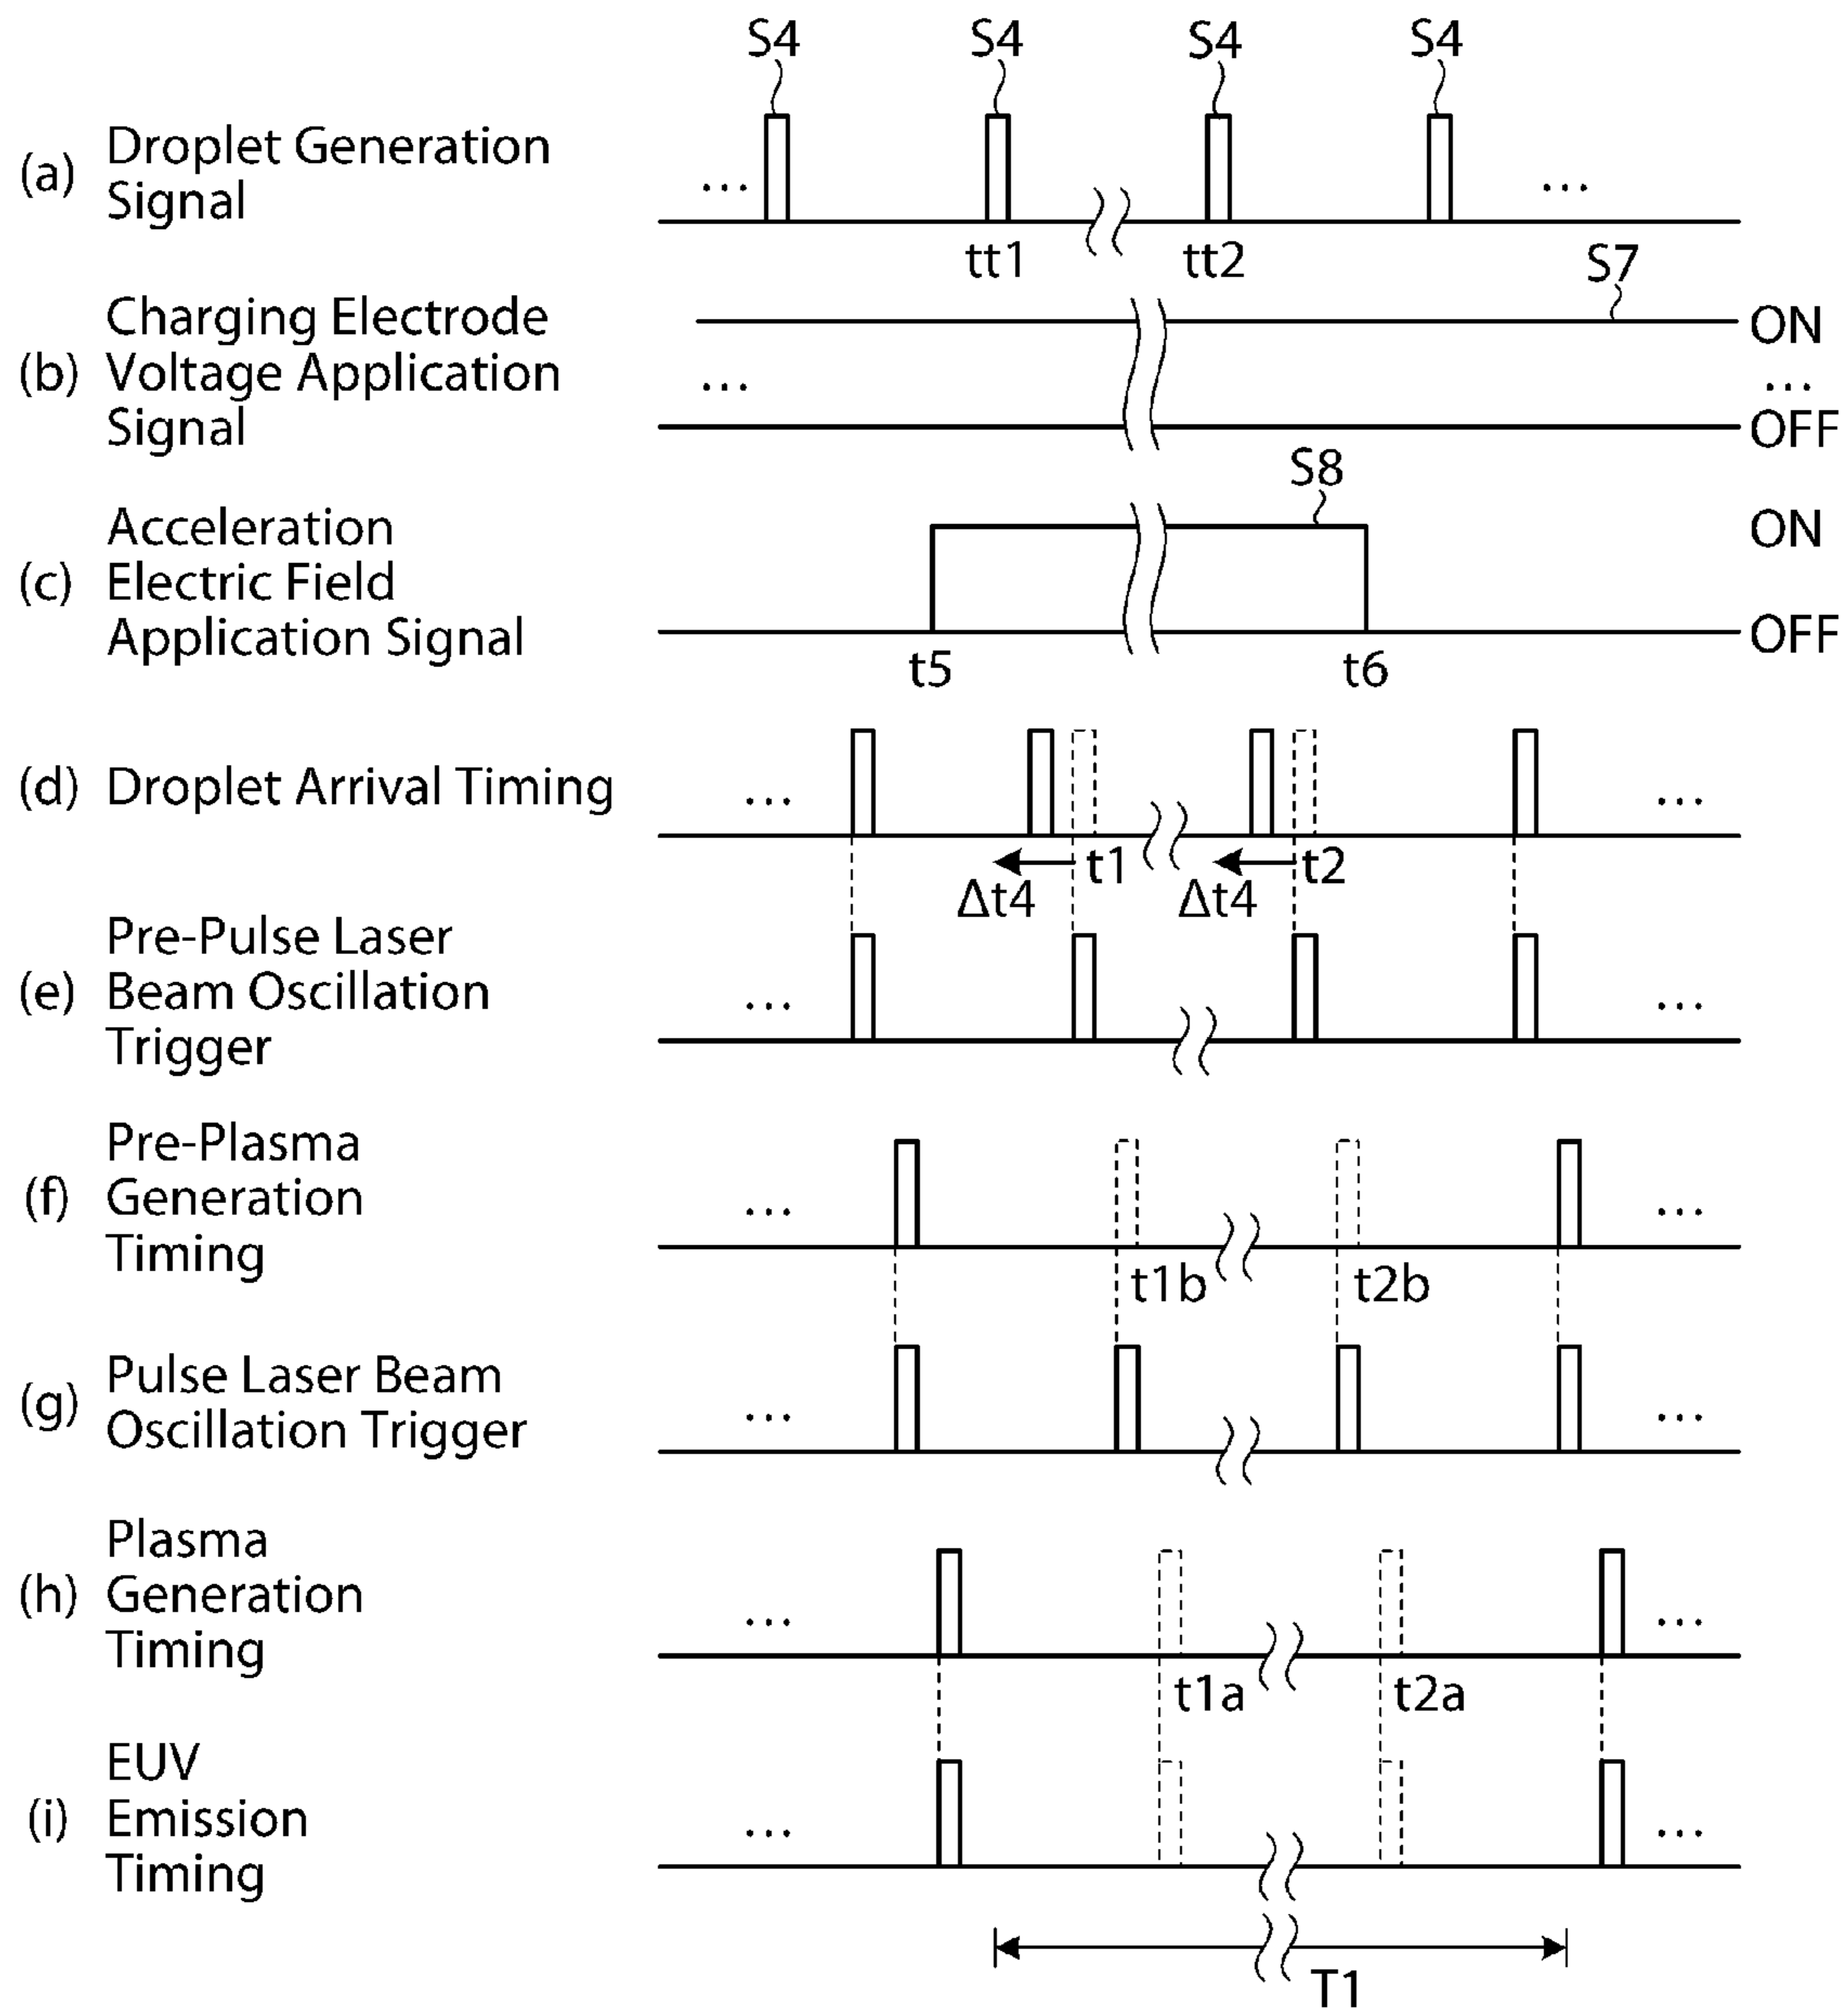 S4 S4 S4 S4
(a) Droplet Generation
Signal
... ...
tt1 tt2
S7
(b) Charging Electrode
Voltage Application
Signal
ON
... ...
OFF
S8
(c) Acceleration
Electric Field
Application Signal
ON
OFF
t5 t6
(d) Droplet Arrival Timing
... ...
t1 t2
Δt4 Δt4
(e) Pre-Pulse Laser
Beam Oscillation
Trigger
... ...
(f) Pre-Plasma
Generation
Timing
... ...
t1b t2b
(g) Pulse Laser Beam
Oscillation Trigger
... ...
(h) Plasma
Generation
Timing
... ...
t1a t2a
(i) EUV
Emission
Timing
... ...
T1